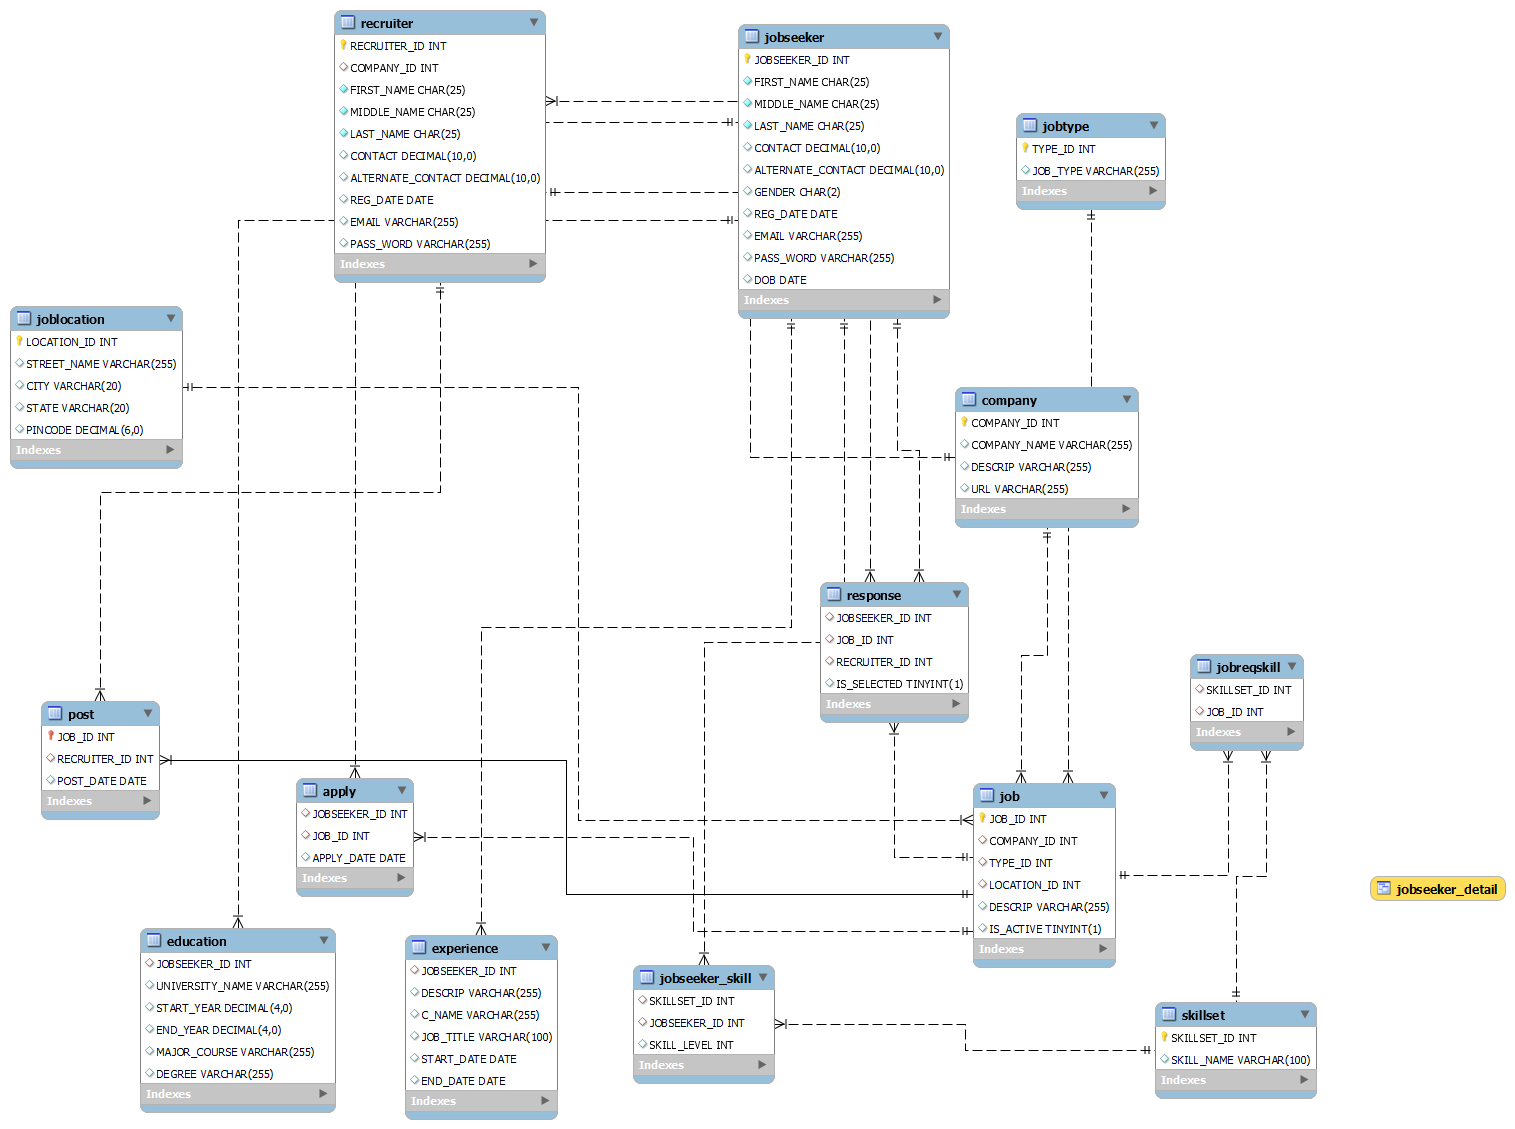 recruiter
RECRUITER_ID INT
COMPANY_ID INT
FIRST_NAME CHAR(25)
MIDDLE_NAME CHAR(25)
LAST_NAME CHAR(25)
CONTACT DECIMAL(10,0)
ALTERNATE_CONTACT DECIMAL(10,0)
REG_DATE DATE
EMAIL VARCHAR(255)
PASS_WORD VARCHAR(255)
Indexes
jobseeker
JOBSEEKER_ID INT
FIRST_NAME CHAR(25)
MIDDLE_NAME CHAR(25)
LAST_NAME CHAR(25)
CONTACT DECIMAL(10,0)
ALTERNATE_CONTACT DECIMAL(10,0)
GENDER CHAR(2)
REG_DATE DATE
EMAIL VARCHAR(255)
PASS_WORD VARCHAR(255)
DOB DATE
Indexes
jobtype
TYPE_ID INT
JOB_TYPE VARCHAR(255)
Indexes
joblocation
LOCATION_ID INT
STREET_NAME VARCHAR(255)
CITY VARCHAR(20)
STATE VARCHAR(20)
PINCODE DECIMAL(6,0)
Indexes
company
COMPANY_ID INT
COMPANY_NAME VARCHAR(255)
DESCRIP VARCHAR(255)
URL VARCHAR(255)
Indexes
response
JOBSEEKER_ID INT
JOB_ID INT
RECRUITER_ID INT
IS_SELECTED TINYINT(1)
Indexes
jobreqskill
SKILLSET_ID INT
JOB_ID INT
Indexes
post
JOB_ID INT
RECRUITER_ID INT
POST_DATE DATE
Indexes
apply
JOBSEEKER_ID INT
JOB_ID INT
APPLY_DATE DATE
Indexes
job
JOB_ID INT
COMPANY_ID INT
TYPE_ID INT
LOCATION_ID INT
DESCRIP VARCHAR(255)
IS_ACTIVE TINYINT(1)
Indexes
jobseeker_detail
education
JOBSEEKER_ID INT
UNIVERSITY_NAME VARCHAR(255)
START_YEAR DECIMAL(4,0)
END_YEAR DECIMAL(4,0)
MAJOR_COURSE VARCHAR(255)
DEGREE VARCHAR(255)
Indexes
experience
JOBSEEKER_ID INT
DESCRIP VARCHAR(255)
C_NAME VARCHAR(255)
JOB_TITLE VARCHAR(100)
START_DATE DATE
END_DATE DATE
Indexes
jobseeker_skill
SKILLSET_ID INT
JOBSEEKER_ID INT
SKILL_LEVEL INT
Indexes
skillset
SKILLSET_ID INT
SKILL_NAME VARCHAR(100)
Indexes